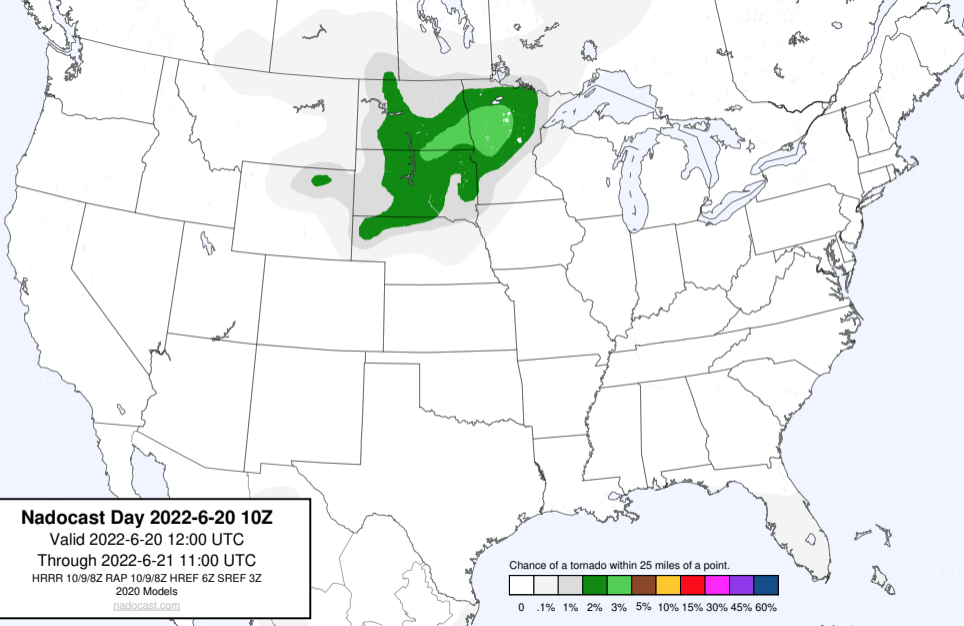 Nadocast Day 2022-6-20 10Z
Valid 2022-6-20 12:00 UTC
Through 2022-6-21 11:00 UTC
HRRR 10/9/8Z RAP 10/9/8Z HREF 6Z SREF 3Z
2020 Models
nadocast.com
Chance of a tornado within 25 miles of a point.
0 .1% 1% 2% 3% 5% 10% 15% 30% 45% 60%